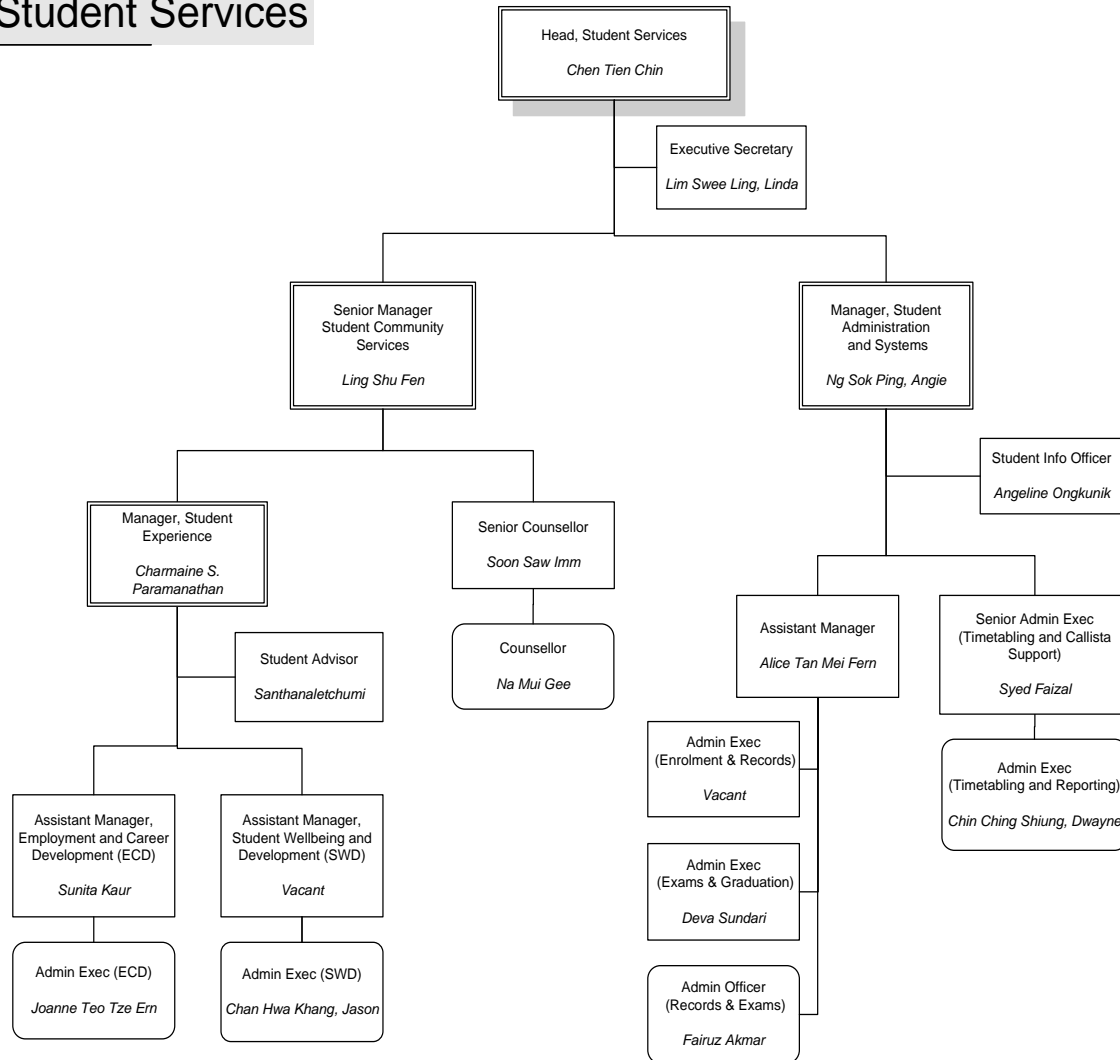 Student Services
Head, Student Services
Chen Tien Chin
Executive Secretary
Lim Swee Ling, Linda
Senior Manager
Student Community
Services
Ling Shu Fen
Manager, Student
Administration
and Systems
Ng Sok Ping, Angie
Student Info Officer
Angeline Ongkunik
Manager, Student
Experience
Charmaine S.
Paramanathan
Senior Counsellor
Soon Saw Imm
Counsellor
Na Mui Gee
Student Advisor
Santhanaletchumi
Assistant Manager,
Employment and Career
Development (ECD)
Sunita Kaur
Assistant Manager,
Student Wellbeing and
Development (SWD)
Vacant
Admin Exec (ECD)
Joanne Teo Tze Ern
Admin Exec (SWD)
Chan Hwa Khang, Jason
Assistant Manager
Alice Tan Mei Fern
Senior Admin Exec
(Timetabling and Callista
Support)
Syed Faizal
Admin Exec
(Enrolment & Records)
Vacant
Admin Exec
(Timetabling and Reporting)
Chin Ching Shiung, Dwayne
Admin Exec
(Exams & Graduation)
Deva Sundari
Admin Officer
(Records & Exams)
Fairuz Akmar